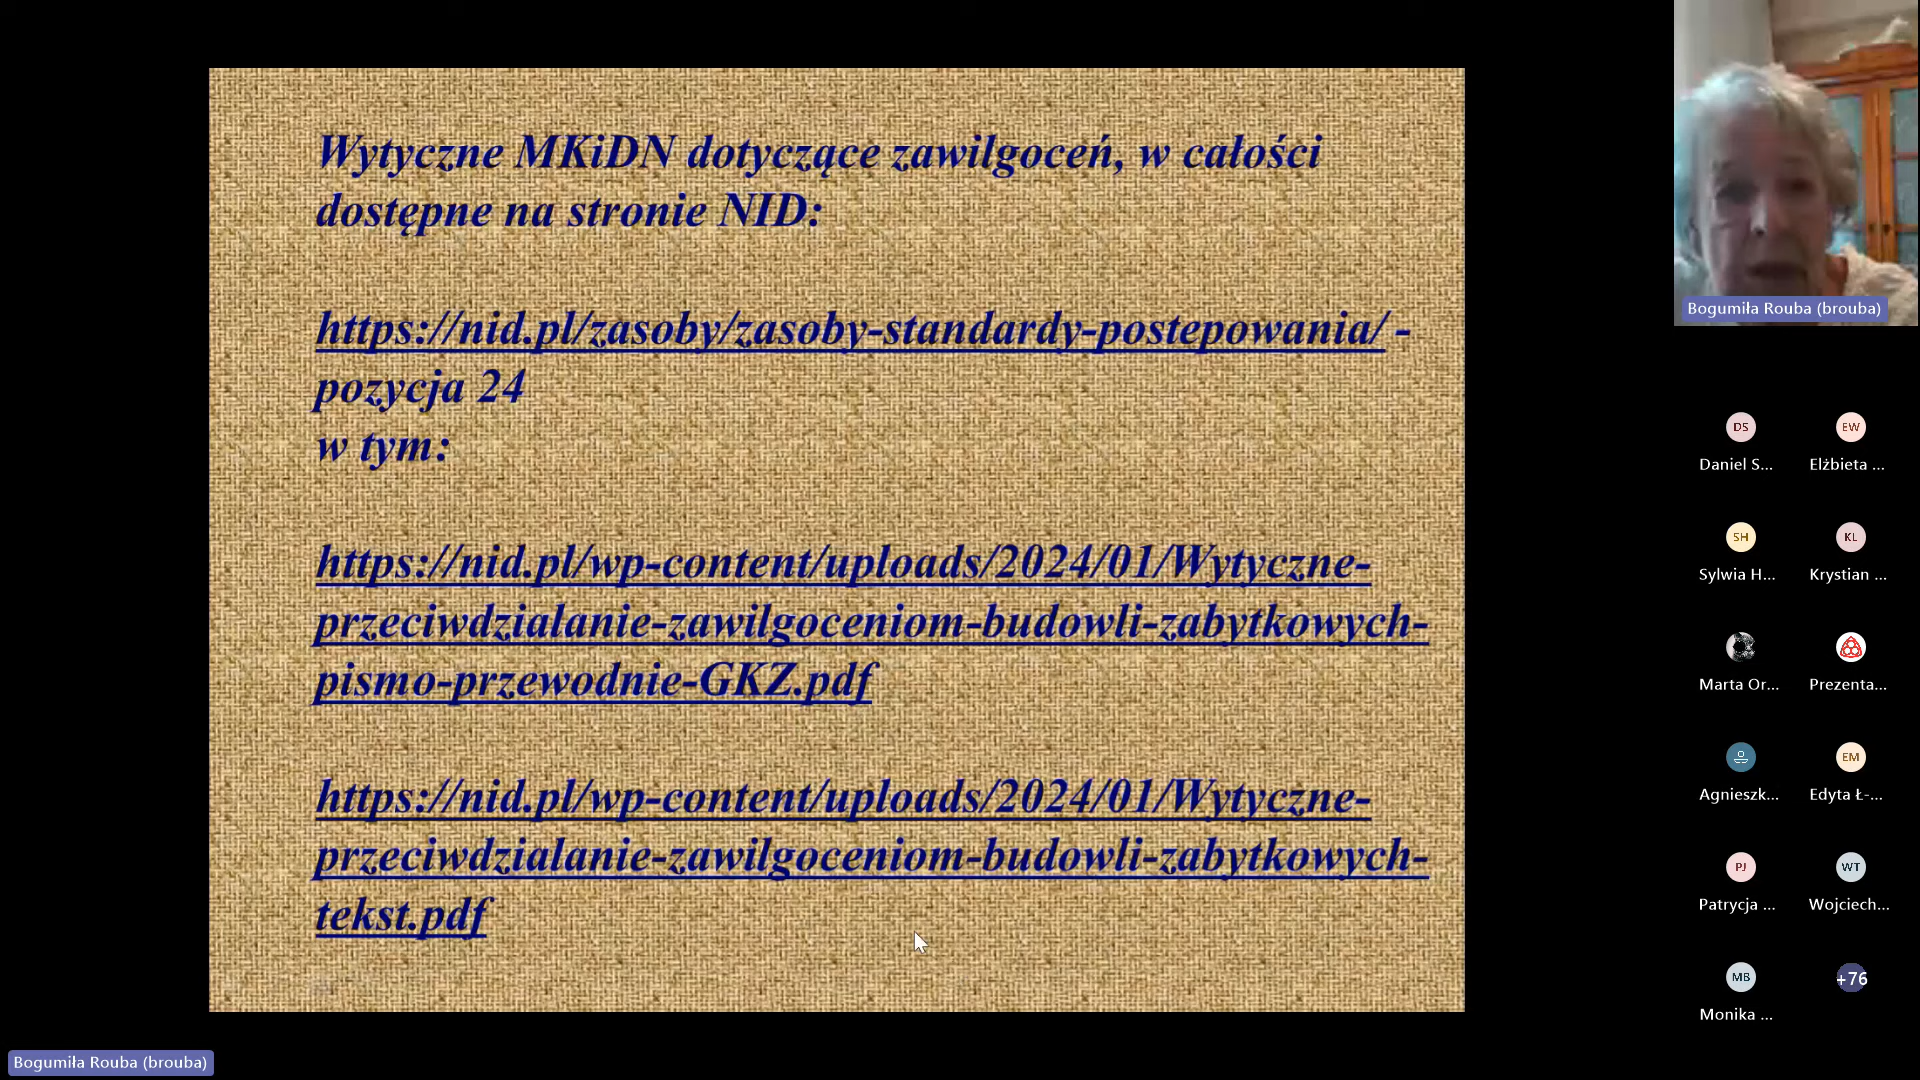 Wytyczne MKiDN dotyczące zawilgoceń, w całości
dostępne na stronie NID:
https://nid.pl/zasoby/zasoby-standardy-postepowania/ -
pozycja 24
w tym:
https://nid.pl/wp-content/uploads/2024/01/Wytyczne-
przeciwdzialanie-zawilgoceniom-budowli-zabytkowych-
pismo-przewodnie-GKZ.pdf
https://nid.pl/wp-content/uploads/2024/01/Wytyczne-
przeciwdzialanie-zawilgoceniom-budowli-zabytkowych-
tekst.pdf
Bogumiła Rouba (brouba)
DS
EW
Daniel S...
Elżbieta ...
SH
KL
Sylwia H...
Krystian ...
Marta Or...
Prezenta...
EM
Agnieszk...
Edyta Ł-...
PJ
WT
Patrycja ...
Wojciech...
MB
+76
Monika ...
Bogumiła Rouba (brouba)